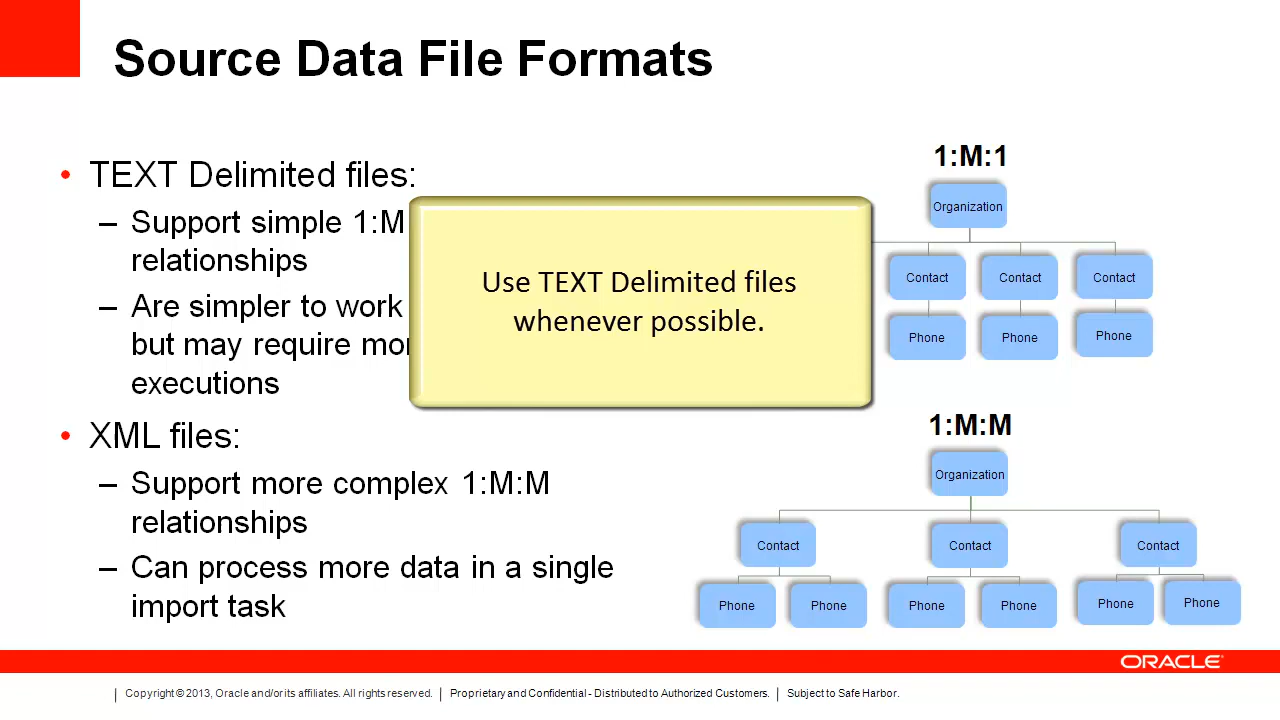 Source Data File Formats
• TEXT Delimited files:
– Support simple 1:M
relationships
– Are simpler to work
but may require
executions
Use TEXT Delimited files
whenever possible.
• XML files:
– Support more complex 1:M:M
relationships
– Can process more data in a single
import task
1:M:1
Organization
Contact Contact Contact
Phone Phone Phone
1:M:M
Organization
Contact Contact Contact
Phone Phone Phone Phone Phone Phone
ORACLE
Copyright © 2013, Oracle and/orits affiliates. All rights reserved. | Proprietary and Confidential - Distributed to Authorized Customers. | Subject to Safe Harbor.